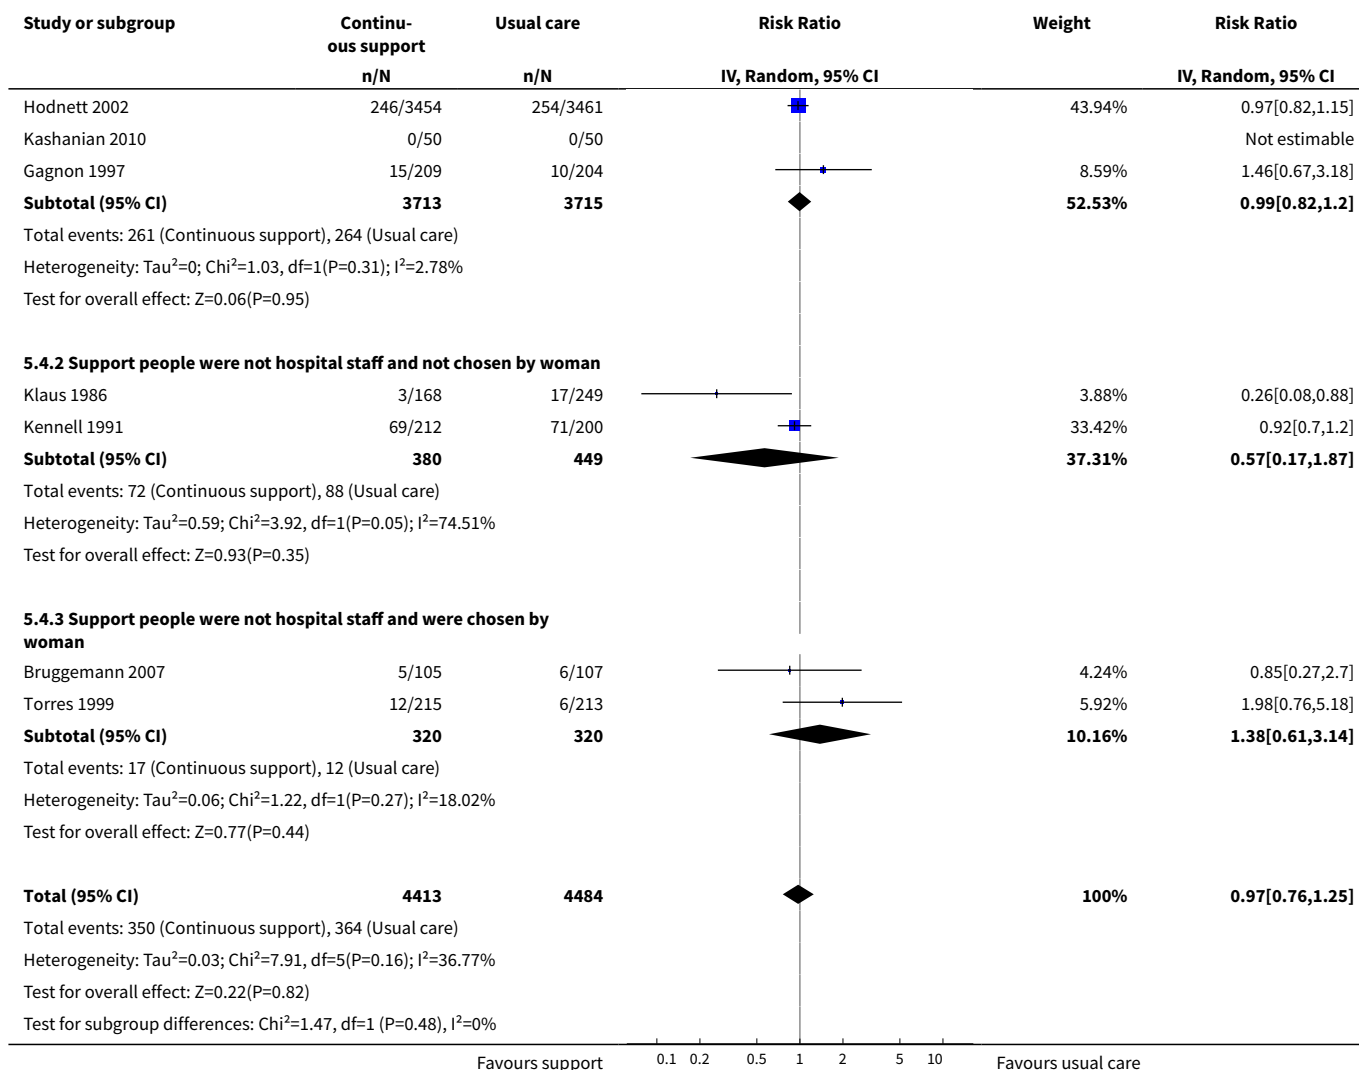 Study or subgroup Continu- Usual care Risk Ratio Weight Risk Ratio
ous support
n/N n/N IV, Random, 95% CI IV, Random, 95% CI
Hodnett 2002 246/3454 254/3461 43.94% 0.97[0.82,1.15]
Kashanian 2010 0/50 0/50 Not estimable
Gagnon 1997 15/209 10/204 8.59% 1.46[0.67,3.18]
Subtotal (95% CI) 3713 3715 52.53% 0.99[0.82,1.2]
Total events: 261 (Continuous support), 264 (Usual care)
Heterogeneity: Tau²=0; Chi²=1.03, df=1(P=0.31); I²=2.78%
Test for overall effect: Z=0.06(P=0.95)
5.4.2 Support people were not hospital staff and not chosen by woman
Klaus 1986 3/168 17/249 3.88% 0.26[0.08,0.88]
Kennell 1991 69/212 71/200 33.42% 0.92[0.7,1.2]
Subtotal (95% CI) 380 449 37.31% 0.57[0.17,1.87]
Total events: 72 (Continuous support), 88 (Usual care)
Heterogeneity: Tau²=0.59; Chi²=3.92, df=1(P=0.05); I²=74.51%
Test for overall effect: Z=0.93(P=0.35)
5.4.3 Support people were not hospital staff and were chosen by
woman
Bruggemann 2007 5/105 6/107 4.24% 0.85[0.27,2.7]
Torres 1999 12/215 6/213 5.92% 1.98[0.76,5.18]
Subtotal (95% CI) 320 320 10.16% 1.38[0.61,3.14]
Total events: 17 (Continuous support), 12 (Usual care)
Heterogeneity: Tau²=0.06; Chi²=1.22, df=1(P=0.27); I²=18.02%
Test for overall effect: Z=0.77(P=0.44)
Total (95% CI) 4413 4484 100% 0.97[0.76,1.25]
Total events: 350 (Continuous support), 364 (Usual care)
Heterogeneity: Tau²=0.03; Chi²=7.91, df=5(P=0.16); I²=36.77%
Test for overall effect: Z=0.22(P=0.82)
Test for subgroup differences: Chi²=1.47, df=1 (P=0.48), I²=0%
Favours support 0.1 0.2 0.5 1 2 5 10 Favours usual care